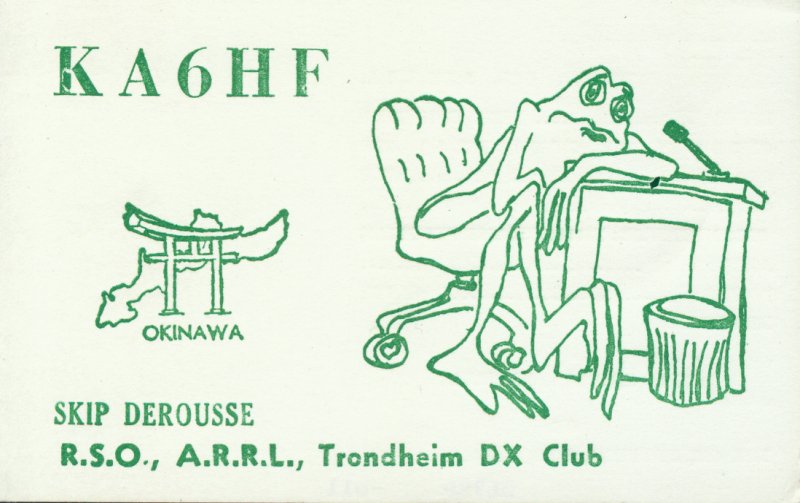 KA6HF
OKINAWA
SKIP DEROUSSE
R.S.O., A.R.R.L., Trondheim DX Club